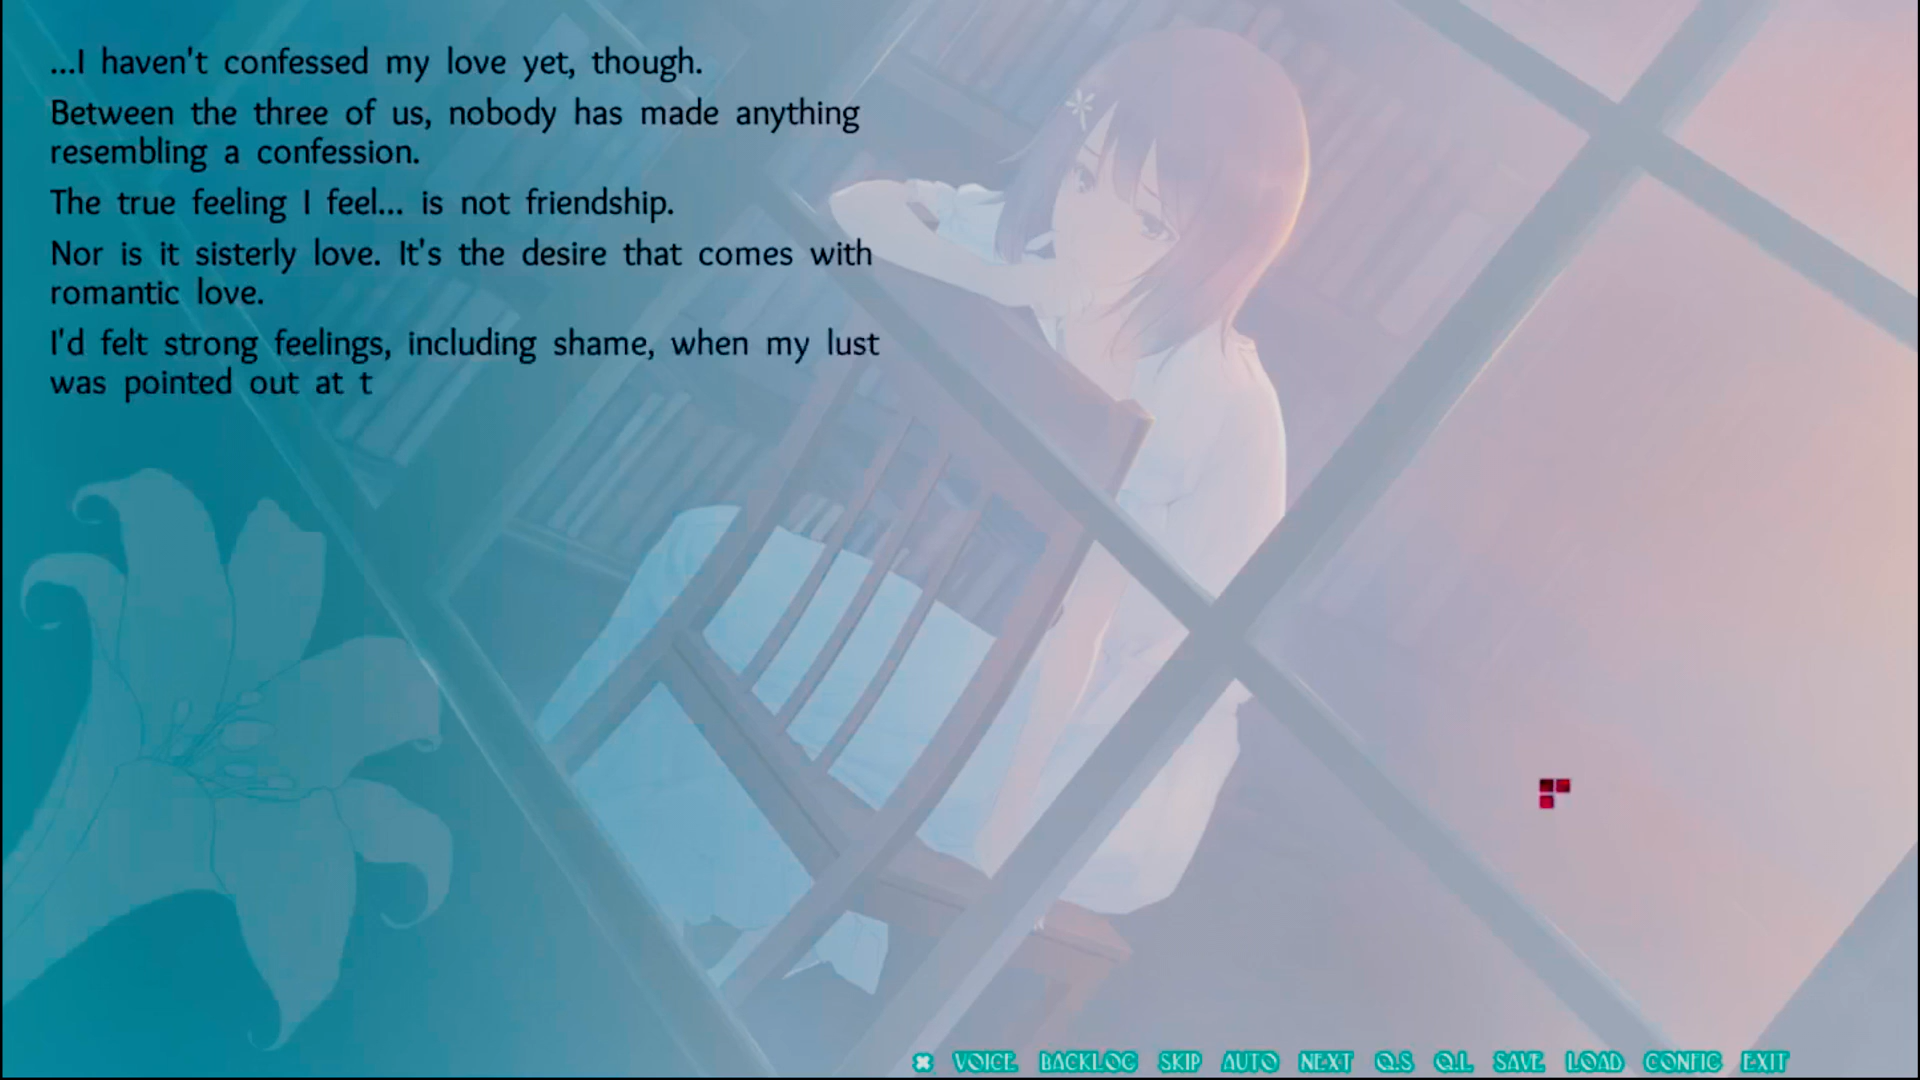 ...I haven't confessed my love yet, though.
Between the three of us, nobody has made anything
resembling a confession.
The true feeling I feel... is not friendship.
Nor is it sisterly love. It's the desire that comes with
romantic love.
I'd felt strong feelings, including shame, when my lust
was pointed out at t
VOICE BACKLOG SKIP AUTO NEXT Q.S Q.L SAVE LOAD CONFIG EXIT